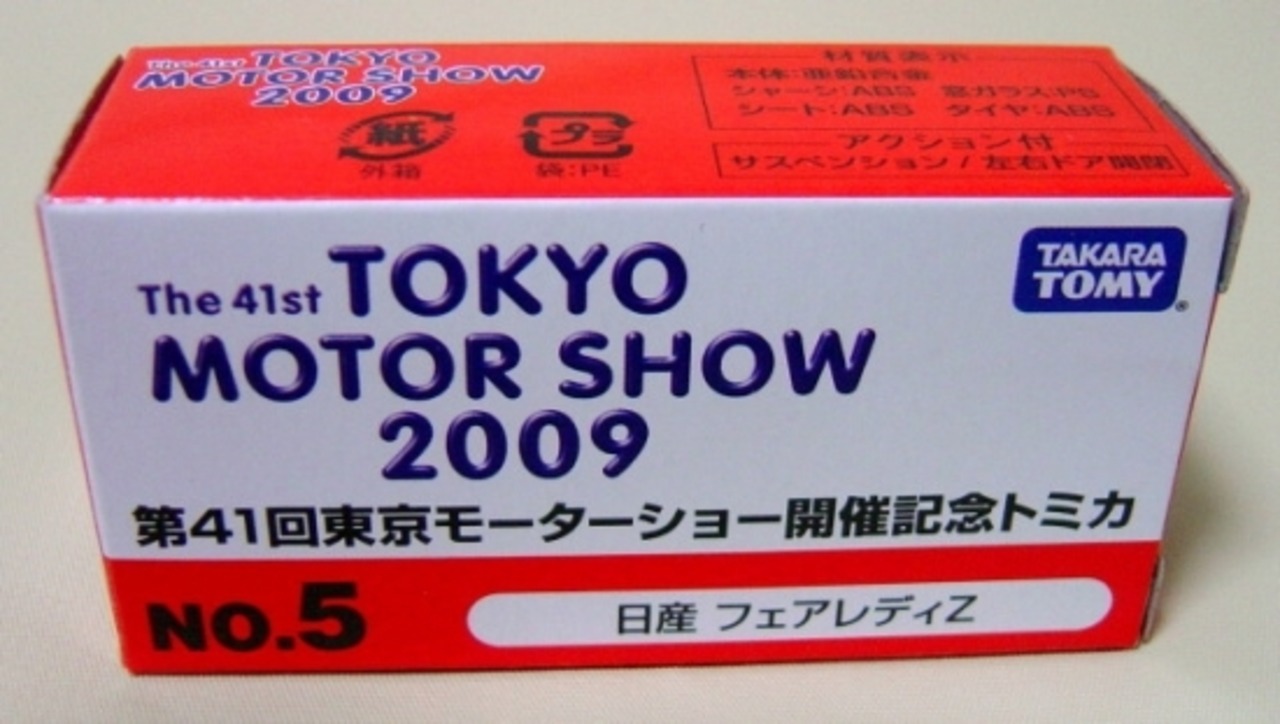 The 41st TOKYO
MOTOR SHOW
2009
紙
外箱
プラ
袋:PE
材質表示
本体:亜鉛合金
シャーシ:ABS 窓ガラス:PS
シート:ABS タイヤ:ABS
アクション付
サスペンション/左右ドア開閉
The 41st TOKYO
MOTOR SHOW
2009
TAKARA
TOMY®
第41回東京モーターショー開催記念トミカ
NO.5
日産 フェアレディZ